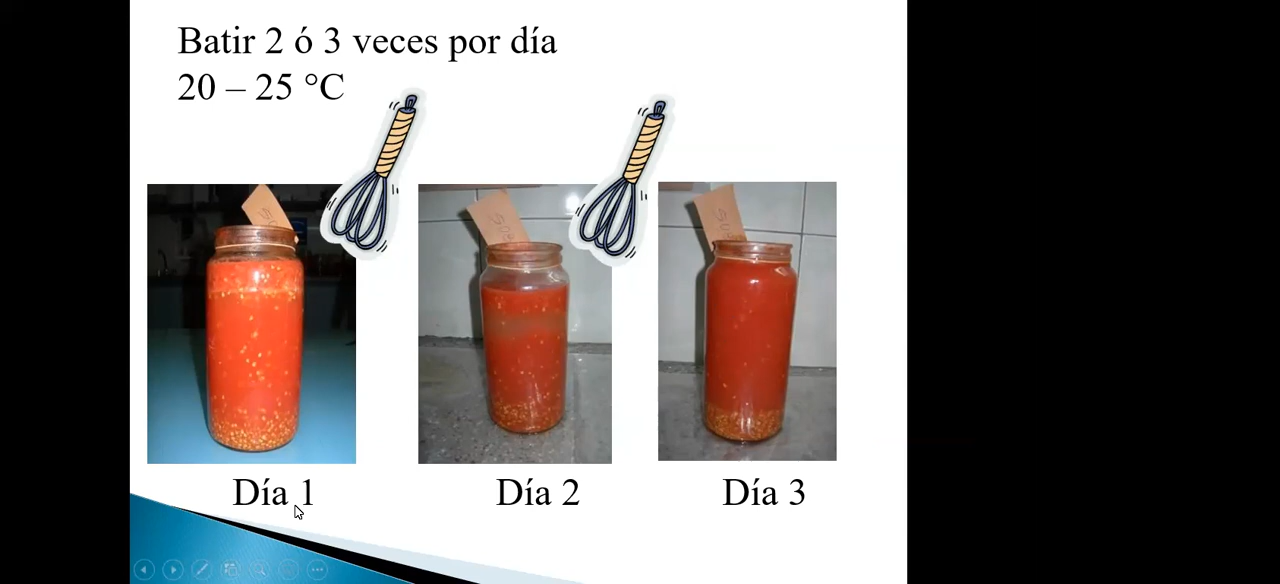 Batir 2 ó 3 veces por día
20 – 25 °C
Día 1
Día 2
Día 3